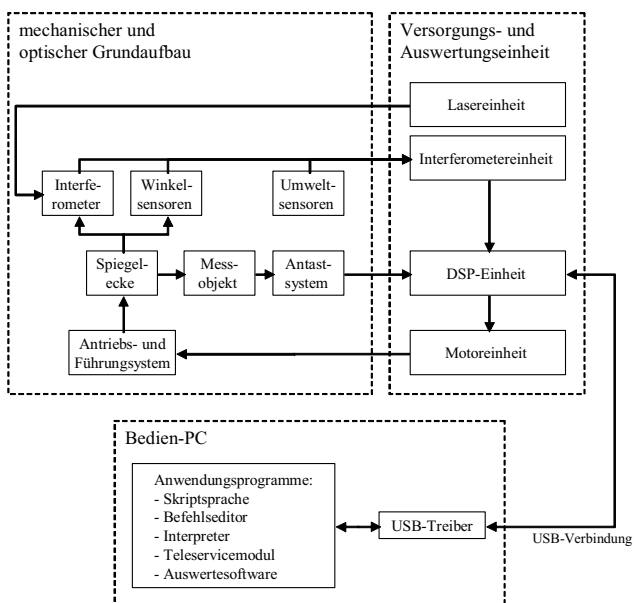 mechanischer und
optischer Grundaufbau
Versorgungs- und
Auswertungseinheit
Lasereinheit
Interferometereinheit
Interfe-
rometer
Winkel-
sensoren
Umwelt-
sensoren
Spiegel-
ecke
Mess-
objekt
Antast-
system
DSP-Einheit
Antriebs- und
Führungsystem
Motoreinheit
Bedien-PC
Anwendungsprogramme:
- Skriptsprache
- Befehlseditor
- Interpreter
- Teleservicemodul
- Auswertesoftware
USB-Treiber
USB-Verbindung